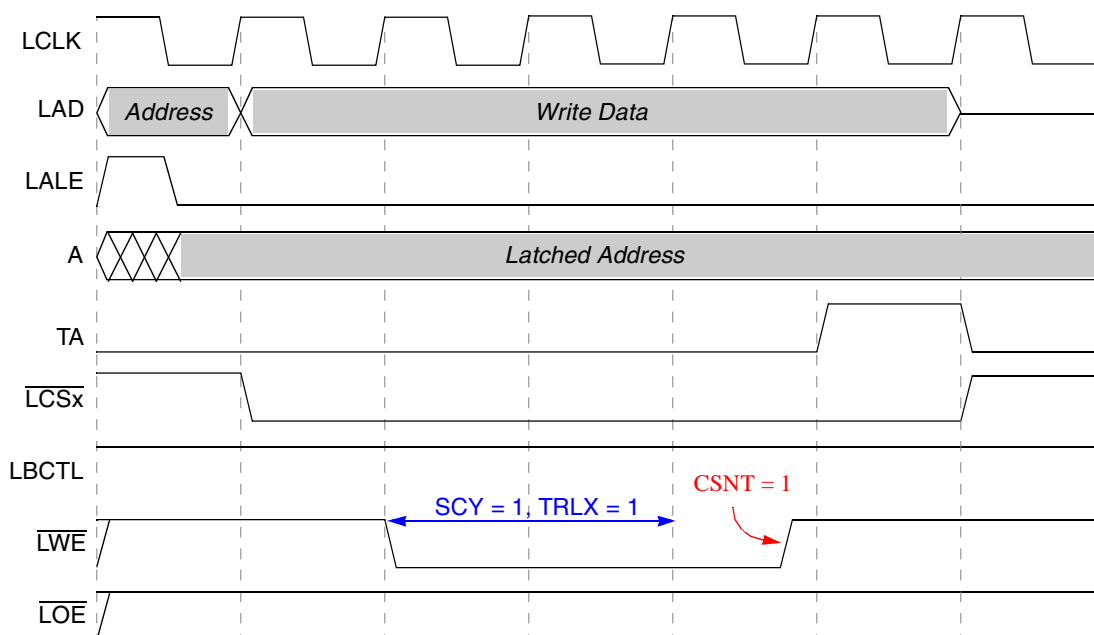 LCLK
LAD Address Write Data
LALE
A Latched Address
TA
LCSx
LBCTL
CSNT = 1
SCY = 1, TRLX = 1
LWE
LOE